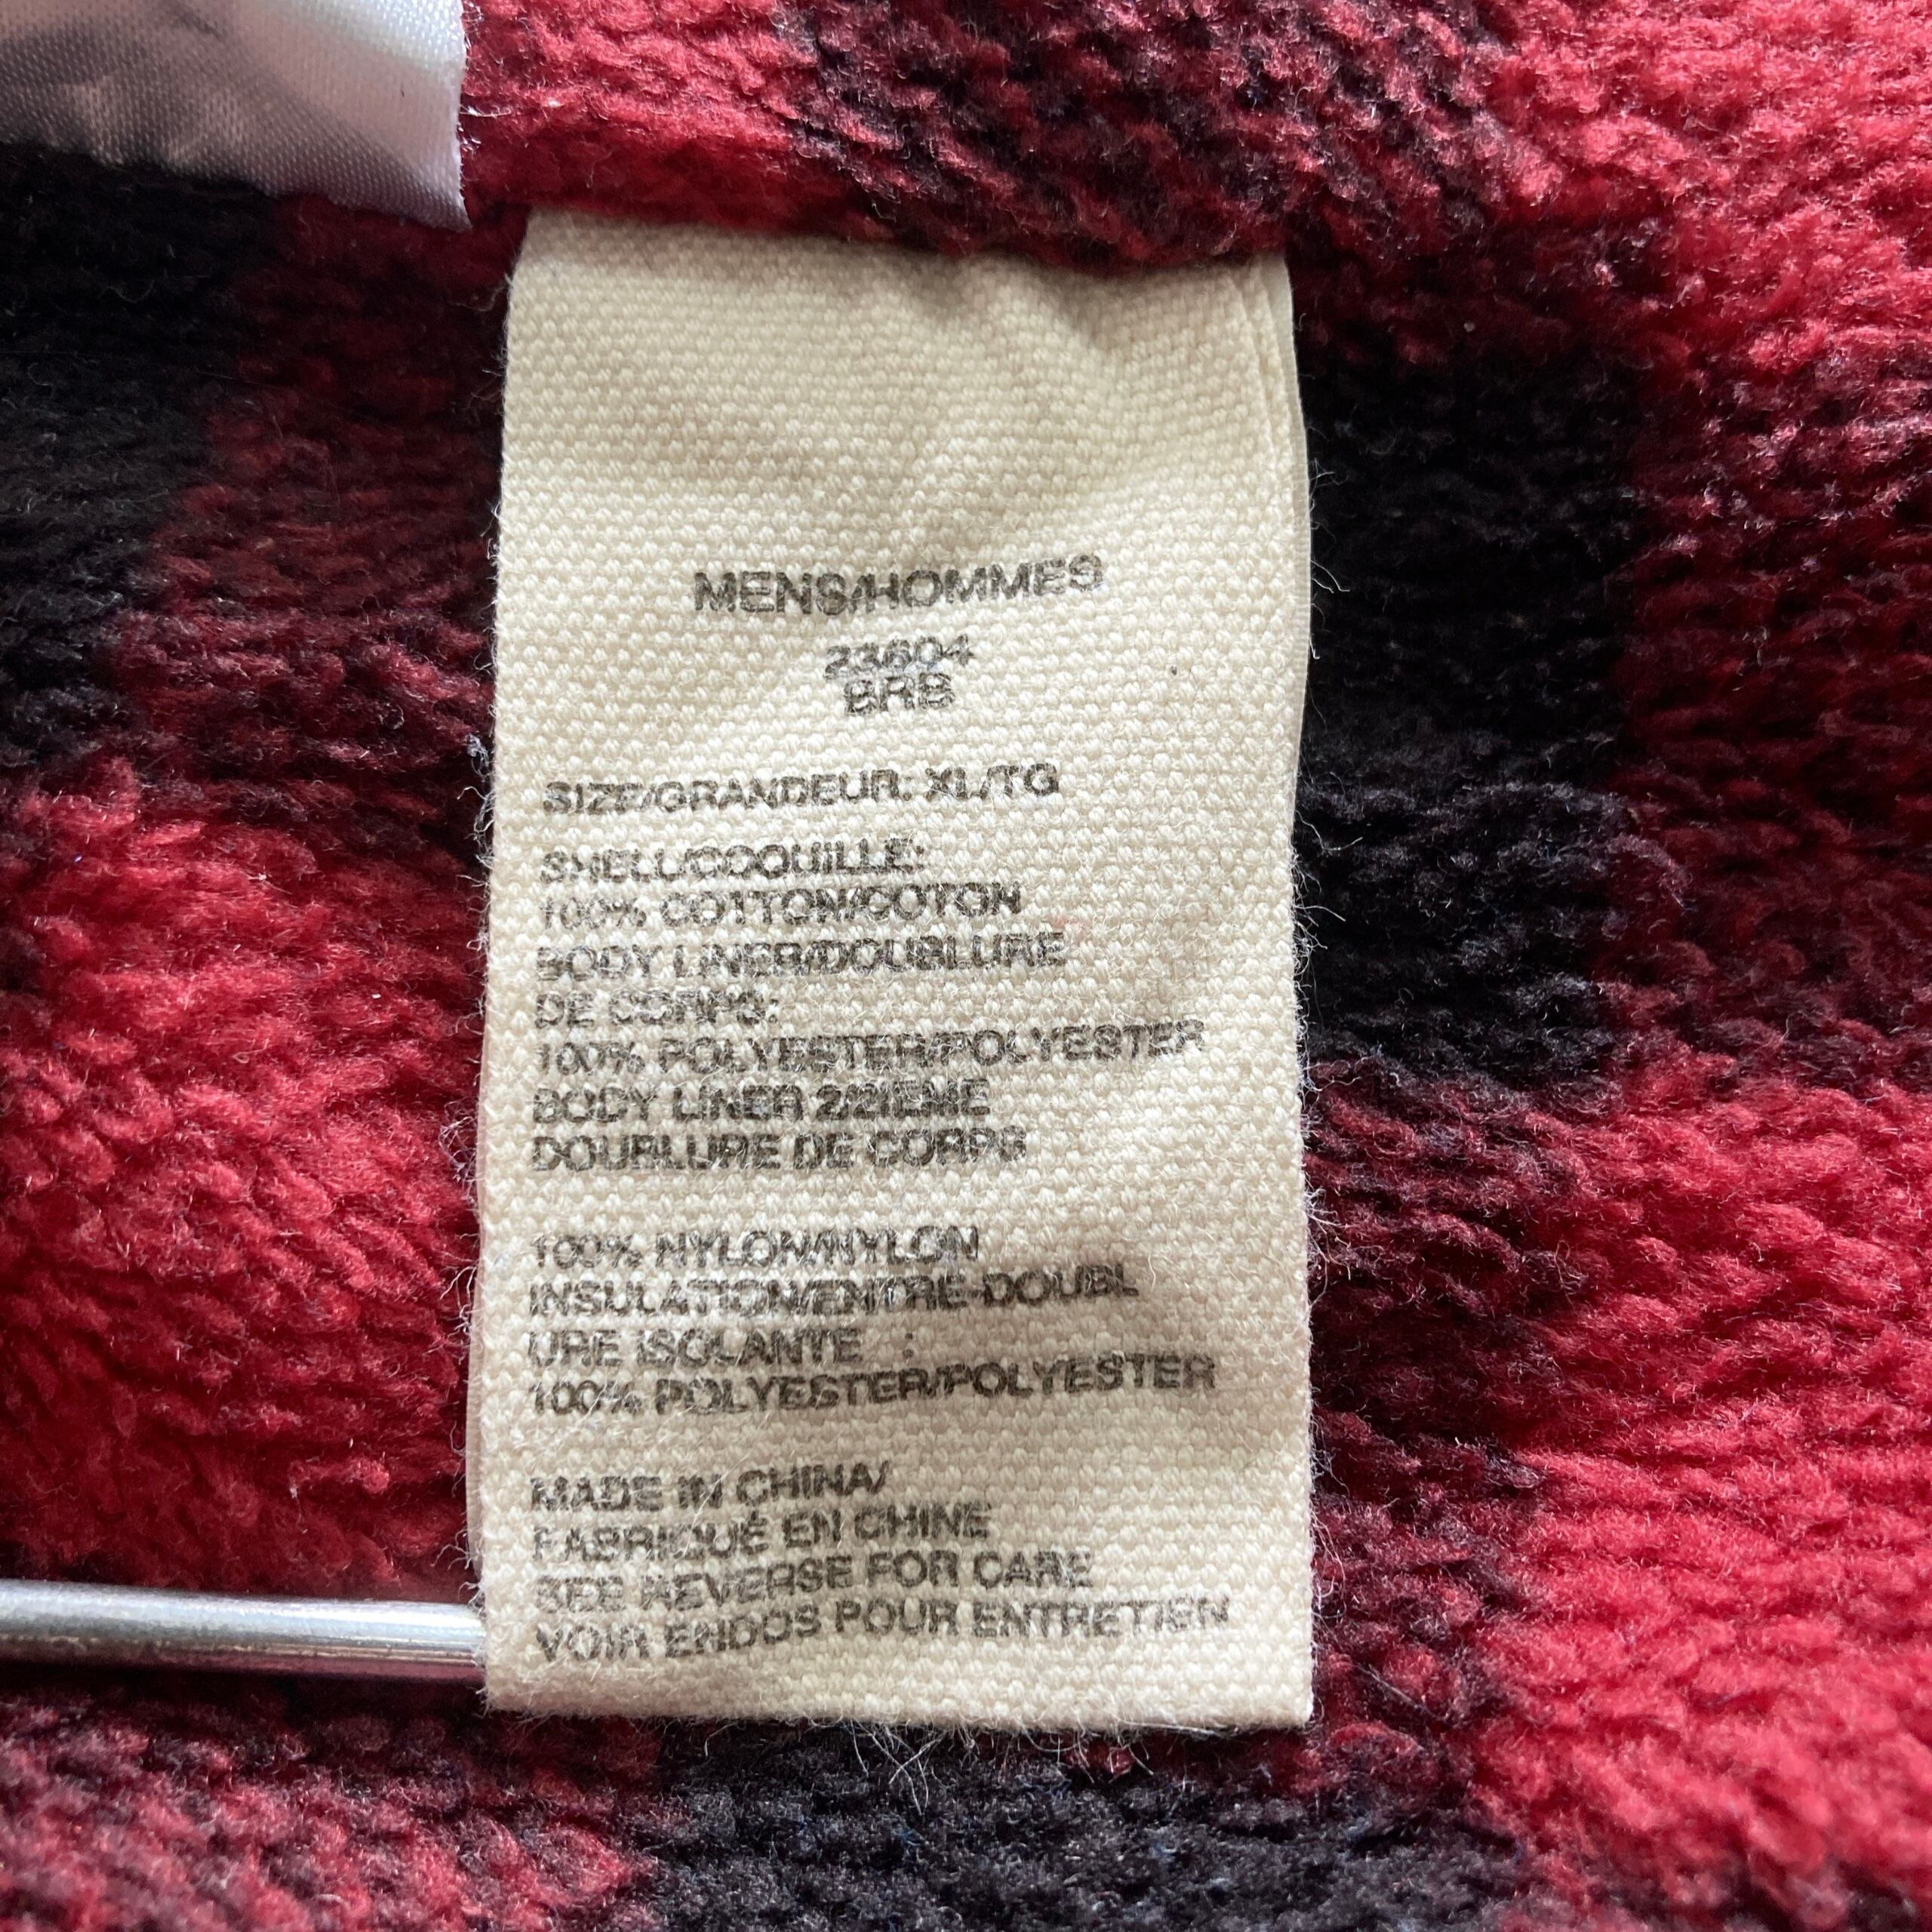 MENS/HOMMES
23604
BRB
SIZE/GRANDEUR: XL/TG
SHELL/COQUILLE:
100% COTTON/COTON
BODY LINER/DOUBLURE
DE CORPS:
100% POLYESTER/POLYESTER
BODY LINER 2/2IEME
DOUBLURE DE CORPS
100% NYLON/NYLON
INSULATION/ENTRE-DOUBL
URE ISOLANTE :
100% POLYESTER/POLYESTER
MADE IN CHINA/
FABRIQUÉ EN CHINE
SEE REVERSE FOR CARE
VOIR ENDOS POUR ENTRETIEN